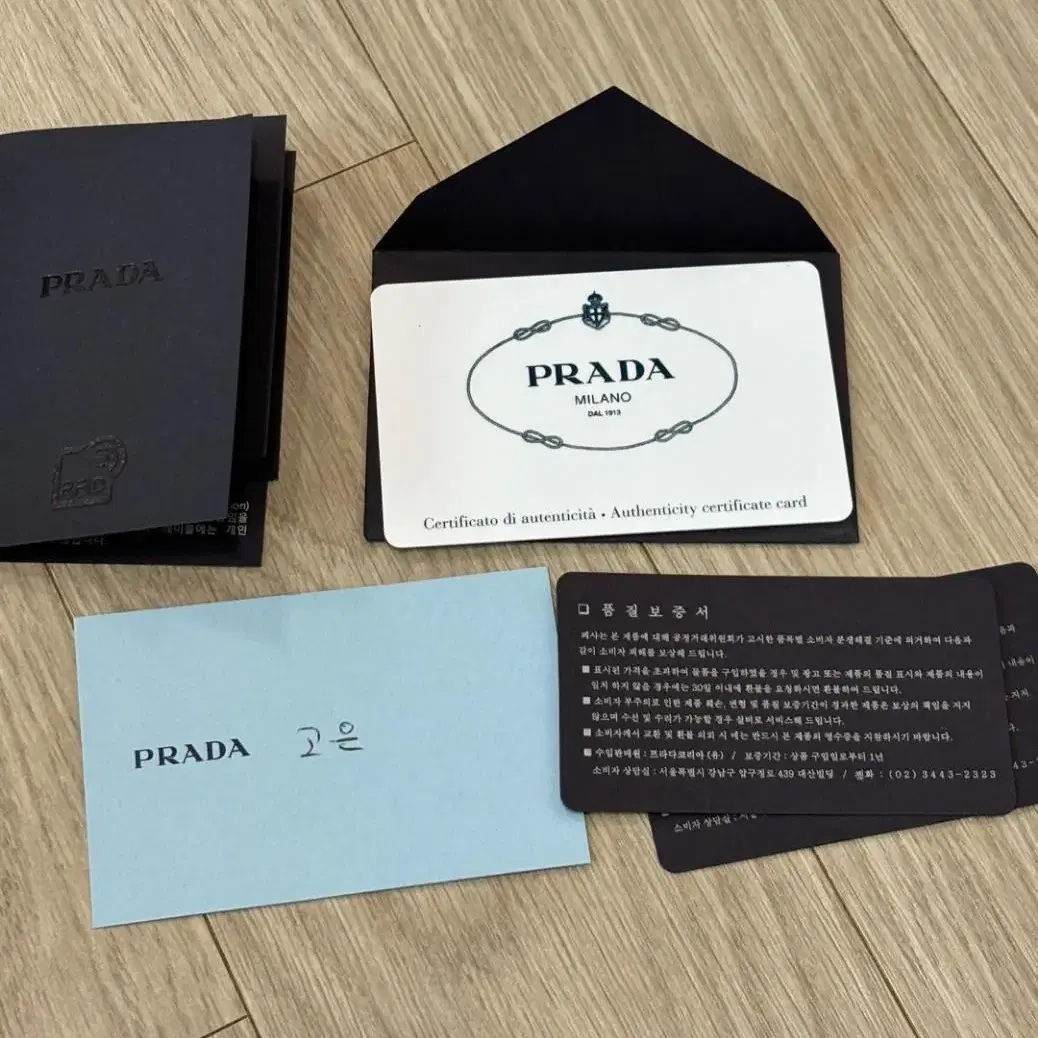 PRADA
RFID
on)
PRADA
MILANO
DAL 1913
Certificato di autenticità • Authenticity certificate card
PRADA 고은
❏ 품 질 보 증 서
폐사는 본 제품에 대해 공정거래위원회가 고시한 품목별 소비자 분쟁해결 기준에 의거하여 다음과
같이 소비자 피해를 보상해 드립니다.
■ 표시된 가격을 초과하여 물품을 구입하였을 경우 및 광고 또는 제품의 품질 표시와 제품의 내용이
일치 하지 않을 경우에는 30일 이내에 환불을 요청하시면 환불하여 드립니다.
■ 소비자 부주의로 인한 제품 훼손, 변형 및 품질 보증기간이 경과한 제품은 보상의 책임을 지지
않으며 수선 및 수리가 가능할 경우 실비로 서비스해 드립니다.
■ 소비자께서 교환 및 환불 의뢰 시 에는 반드시 본 제품의 영수증을 지참하시기 바랍니다.
■ 수입판매원 : 프라다코리아 (유) / 보증기간 : 상품 구입일로부터 1년
소비자 상담실 : 서울특별시 강남구 압구정로 439 대산빌딩 / 전화 : (02) 3443-2323
내용이
지지
소비자 상담실 :